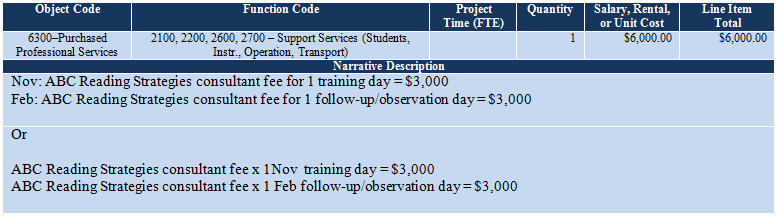 Object Code Function Code Project Time (FTE) Quantity Salary, Rental, or Unit Cost Line Item Total
6300–Purchased Professional Services 2100, 2200, 2600, 2700 – Support Services (Students, Instr., Operation, Transport) 1 $6,000.00 $6,000.00
Narrative Description
Nov: ABC Reading Strategies consultant fee for 1 training day = $3,000
Feb: ABC Reading Strategies consultant fee for 1 follow-up/observation day = $3,000
Or
ABC Reading Strategies consultant fee x 1 Nov training day = $3,000
ABC Reading Strategies consultant fee x 1 Feb follow-up/observation day = $3,000